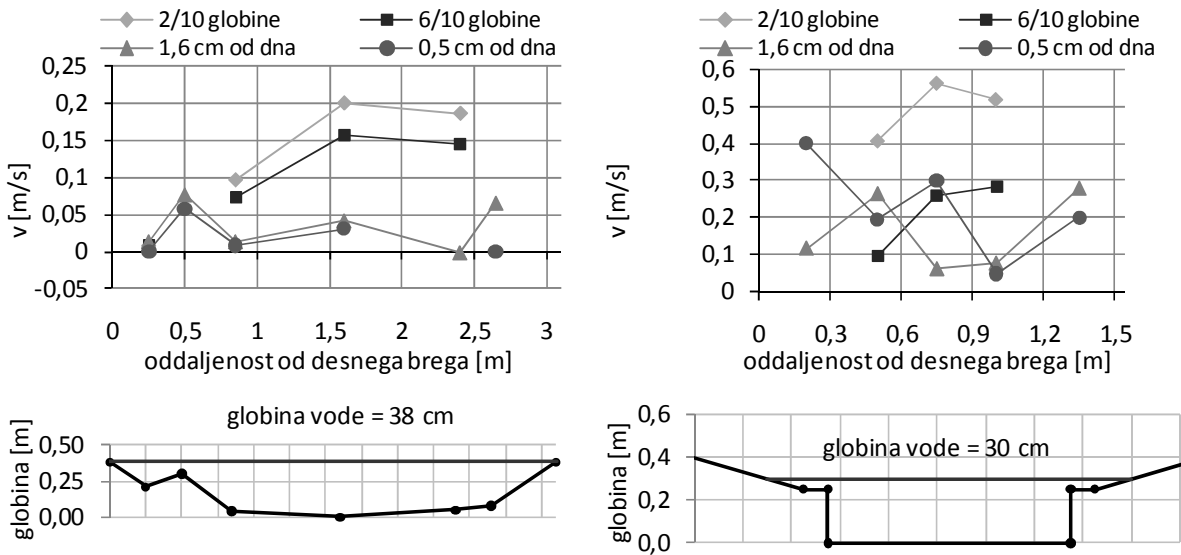 2/10 globine
6/10 globine
1,6 cm od dna
0,5 cm od dna
v [m/s]
0,25
0,2
0,15
0,1
0,05
0
-0,05
0 0,5 1 1,5 2 2,5 3
oddaljenost od desnega brega [m]
2/10 globine
6/10 globine
1,6 cm od dna
0,5 cm od dna
v [m/s]
0,6
0,5
0,4
0,3
0,2
0,1
0
0 0,3 0,6 0,9 1,2 1,5
oddaljenost od desnega brega [m]
globina vode = 38 cm
globina [m]
0,50
0,25
0,00
globina vode = 30 cm
globina [m]
0,6
0,4
0,2
0,0